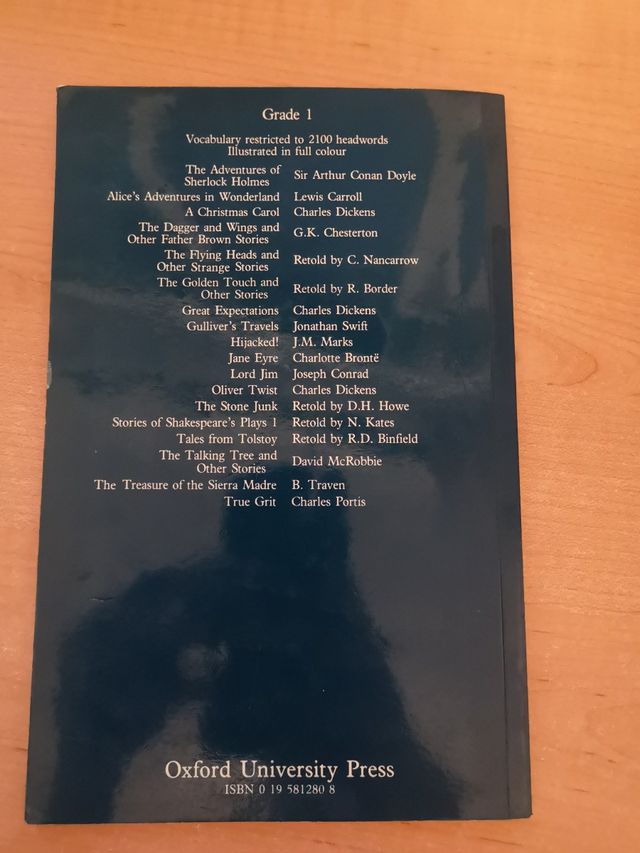 Grade 1
Vocabulary restricted to 2100 headwords
Illustrated in full colour
The Adventures of
Sherlock Holmes Sir Arthur Conan Doyle
Alice's Adventures in Wonderland Lewis Carroll
A Christmas Carol Charles Dickens
The Dagger and Wings and
Other Father Brown Stories G.K. Chesterton
The Flying Heads and
Other Strange Stories Retold by C. Nancarrow
The Golden Touch and
Other Stories Retold by R. Border
Great Expectations Charles Dickens
Gulliver's Travels Jonathan Swift
Hijacked! J.M. Marks
Jane Eyre Charlotte Brontë
Lord Jim Joseph Conrad
Oliver Twist Charles Dickens
The Stone Junk Retold by D.H. Howe
Stories of Shakespeare's Plays 1 Retold by N. Kates
Tales from Tolstoy Retold by R.D. Binfield
The Talking Tree and
Other Stories David McRobbie
The Treasure of the Sierra Madre B. Traven
True Grit Charles Portis
Oxford University Press
ISBN 0 19 581280 8